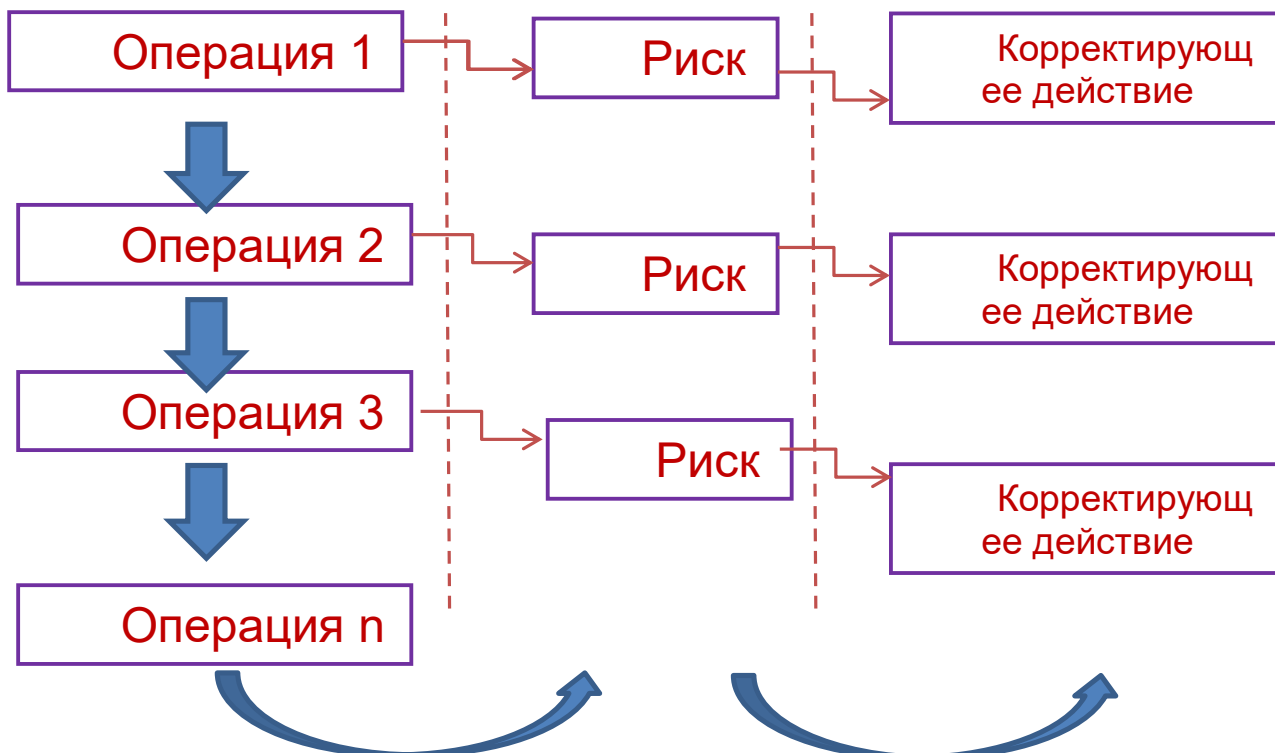 Операция 1
Риск
Корректирующ
ее действие
Операция 2
Риск
Корректирующ
ее действие
Операция 3
Риск
Корректирующ
ее действие
Операция n